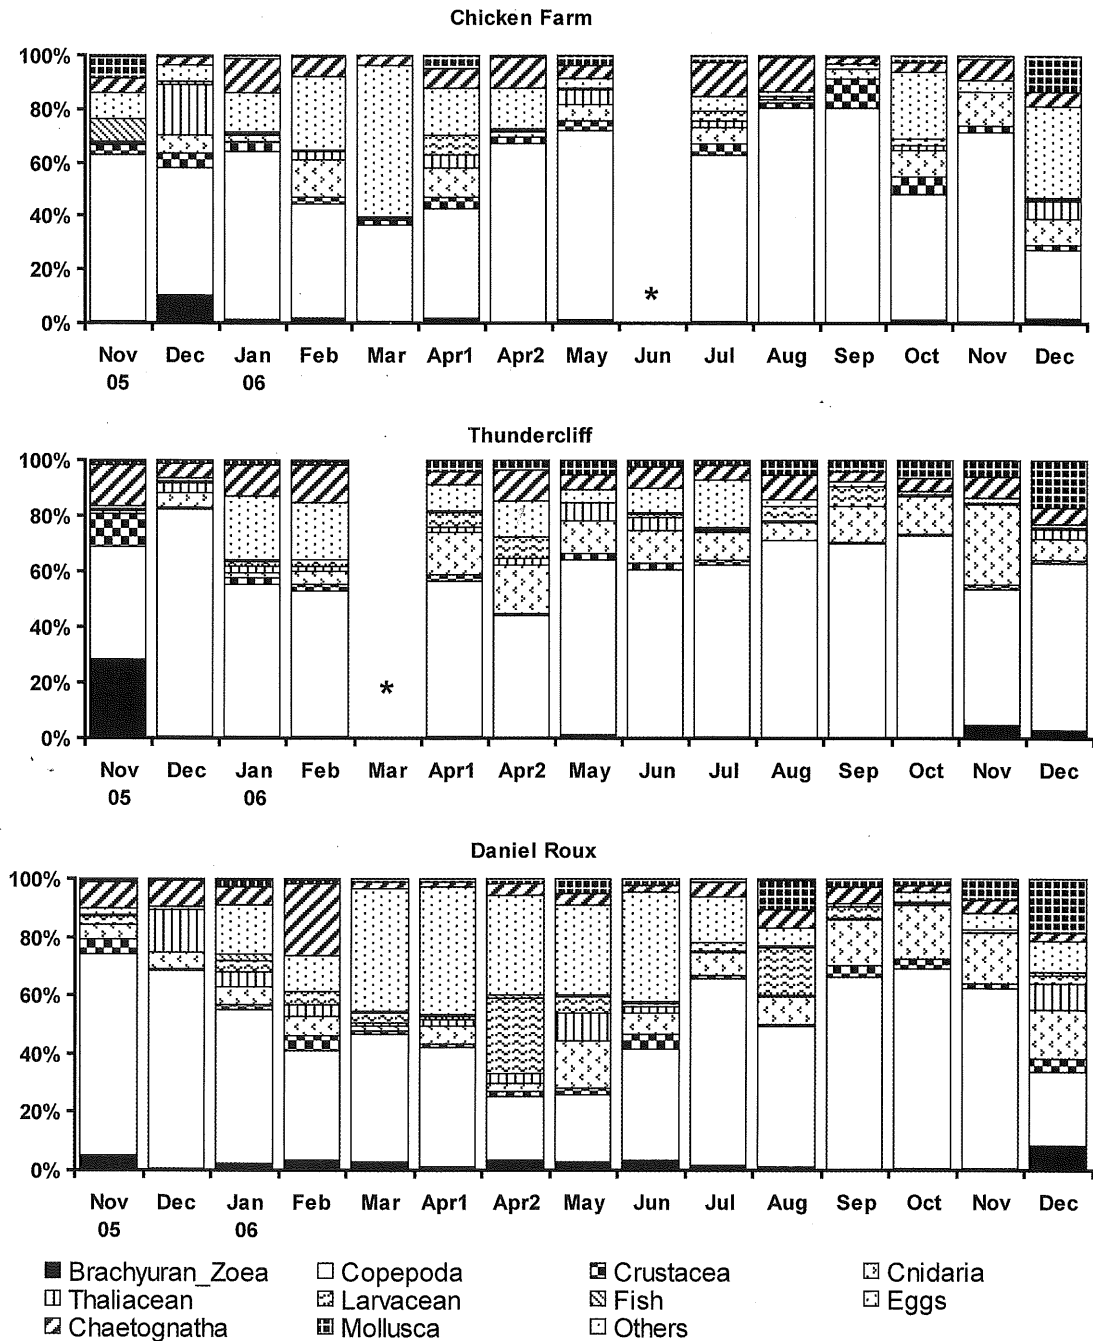 Chicken Farm
100%
80%
60%
40%
20%
0%
*
Nov Dec Jan Feb Mar Apr1 Apr2 May Jun Jul Aug Sep Oct Nov Dec
05 06
Thundercliff
100%
80%
60%
40%
20%
0%
*
Nov Dec Jan Feb Mar Apr1 Apr2 May Jun Jul Aug Sep Oct Nov Dec
05 06
Daniel Roux
100%
80%
60%
40%
20%
0%
Nov Dec Jan Feb Mar Apr1 Apr2 May Jun Jul Aug Sep Oct Nov Dec
05 06
Brachyuran_Zoea Copepoda Crustacea Cnidaria
Thaliacean Larvacean Fish Eggs
Chaetognatha Mollusca Others